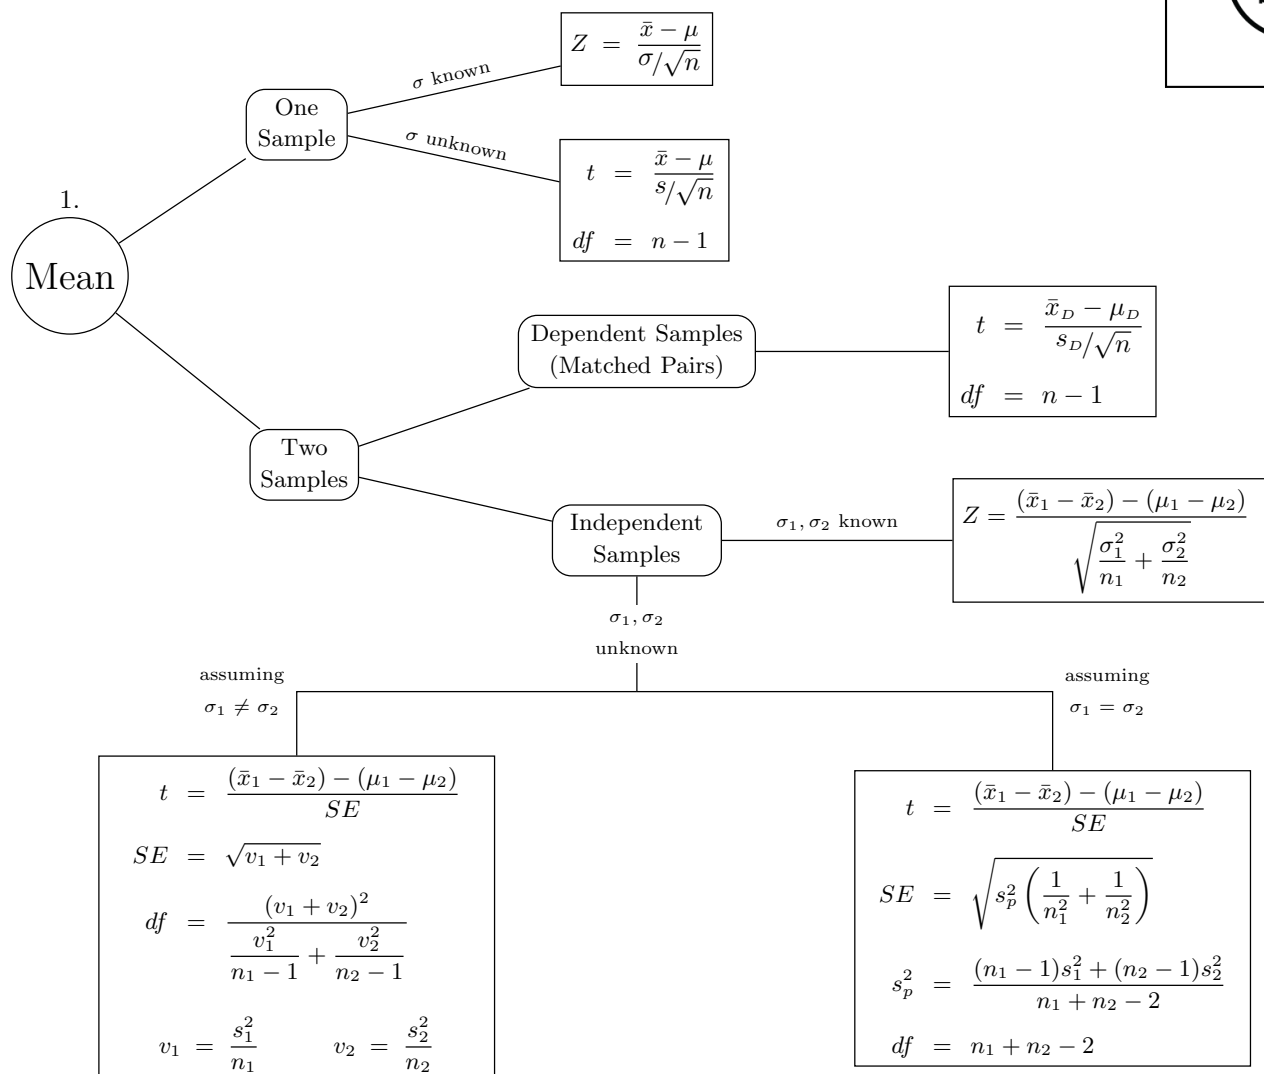 1.
Mean
One
Sample
σ known
Z = (x̄ − μ) / (σ/√n)
σ unknown
t = (x̄ − μ) / (s/√n)
df = n − 1
Two
Samples
Dependent Samples
(Matched Pairs)
t = (x̄_D − μ_D) / (s_D/√n)
df = n − 1
Independent
Samples
σ₁, σ₂ known
Z = ((x̄₁ − x̄₂) − (μ₁ − μ₂)) / √(σ₁²/n₁ + σ₂²/n₂)
σ₁, σ₂
unknown
assuming
σ₁ ≠ σ₂
t = ((x̄₁ − x̄₂) − (μ₁ − μ₂)) / SE
SE = √(v₁ + v₂)
df = (v₁ + v₂)² / (v₁²/(n₁ − 1) + v₂²/(n₂ − 1))
v₁ = s₁²/n₁ v₂ = s₂²/n₂
assuming
σ₁ = σ₂
t = ((x̄₁ − x̄₂) − (μ₁ − μ₂)) / SE
SE = √(s_p² (1/n₁² + 1/n₂²))
s_p² = ((n₁ − 1)s₁² + (n₂ − 1)s₂²) / (n₁ + n₂ − 2)
df = n₁ + n₂ − 2